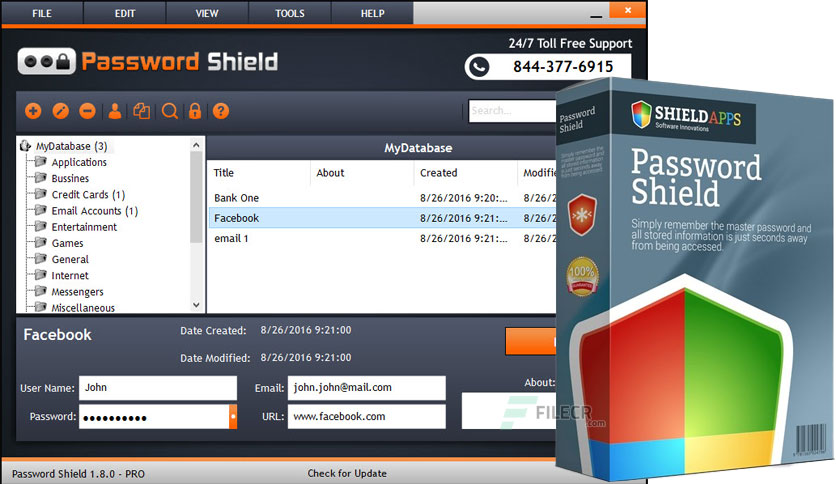 FILE EDIT VIEW TOOLS HELP
Password Shield
24/7 Toll Free Support
844-377-6915
Search...
MyDatabase (3)
Applications
Bussines
Credit Cards (1)
Email Accounts (1)
Entertainment
Games
General
Internet
Messengers
Miscellaneous
MyDatabase
Title About Created Modifie
Bank One 8/26/2016 9:20:... 8/26/2
Facebook 8/26/2016 9:21:... 8/26/2
email 1 8/26/2016 9:21:... 8/26/2
Facebook
Date Created: 8/26/2016 9:21:00
Date Modified: 8/26/2016 9:21:00
User Name: John
Email: john.john@mail.com
About:
Password:
URL: www.facebook.com
Password Shield 1.8.0 - PRO
Check for Update
FILECR
.com
Password
Shield
100%
SHIELDAPPS
Software Innovations
Password
Shield
Simply remember the master password and
all stored information is just seconds away
from being accessed.